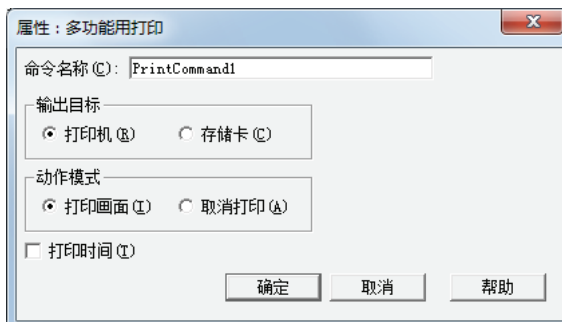 属性：多功能用打印
命令名称(C): PrintCommand1
输出目标
打印机(R) 存储卡(C)
动作模式
打印画面(I) 取消打印(A)
打印时间(T)
确定 取消 帮助